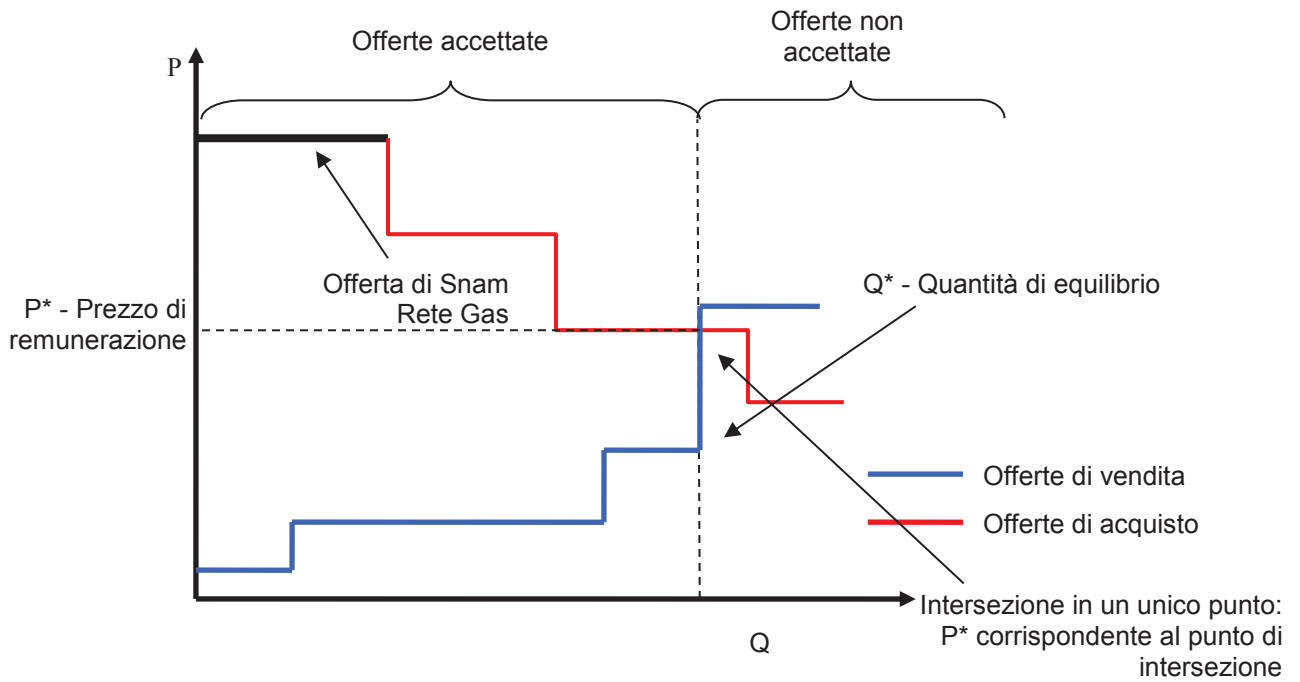 Offerte accettate
Offerte non
accettate
P
Offerta di Snam
Rete Gas
P* - Prezzo di
remunerazione
Q* - Quantità di equilibrio
Offerte di vendita
Offerte di acquisto
Intersezione in un unico punto:
P* corrispondente al punto di
intersezione
Q